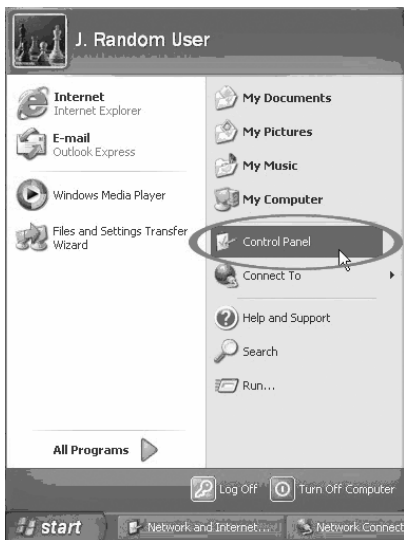 J. Random User
Internet
Internet Explorer
E-mail
Outlook Express
Windows Media Player
Files and Settings Transfer
Wizard
All Programs
My Documents
My Pictures
My Music
My Computer
Control Panel
Connect To
Help and Support
Search
Run...
Log Off
Turn Off Computer
start
Network and Internet...
Network Connect